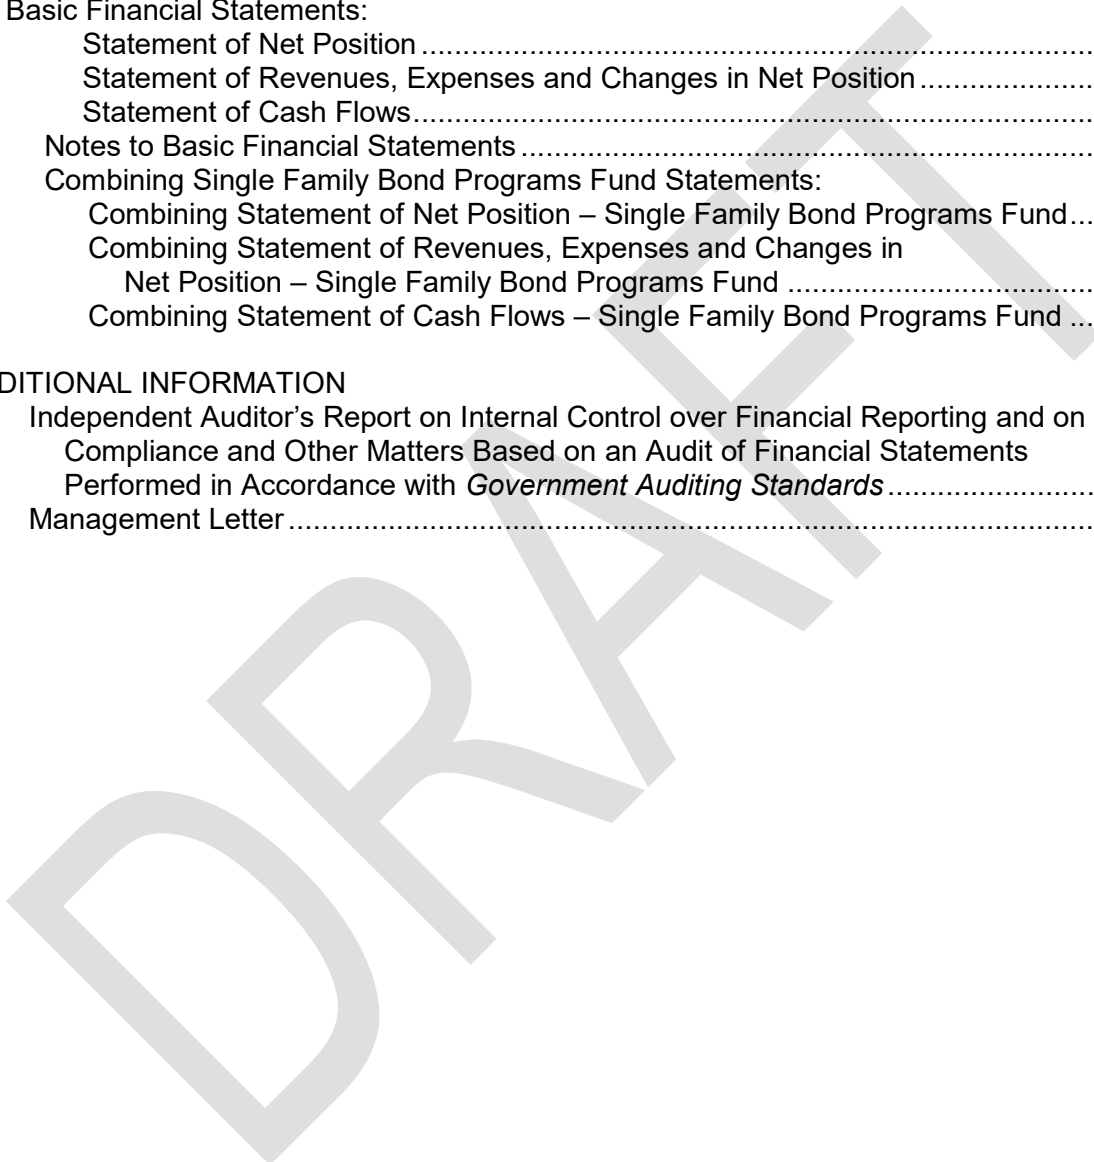 Basic Financial Statements:
Statement of Net Position ................................................................................
Statement of Revenues, Expenses and Changes in Net Position .....................
Statement of Cash Flows.................................................................................
Notes to Basic Financial Statements .....................................................................
Combining Single Family Bond Programs Fund Statements:
Combining Statement of Net Position – Single Family Bond Programs Fund...
Combining Statement of Revenues, Expenses and Changes in
Net Position – Single Family Bond Programs Fund .....................................
Combining Statement of Cash Flows – Single Family Bond Programs Fund ...
DITIONAL INFORMATION
Independent Auditor’s Report on Internal Control over Financial Reporting and on
Compliance and Other Matters Based on an Audit of Financial Statements
Performed in Accordance with Government Auditing Standards.........................
Management Letter .................................................................................................
DRAFT